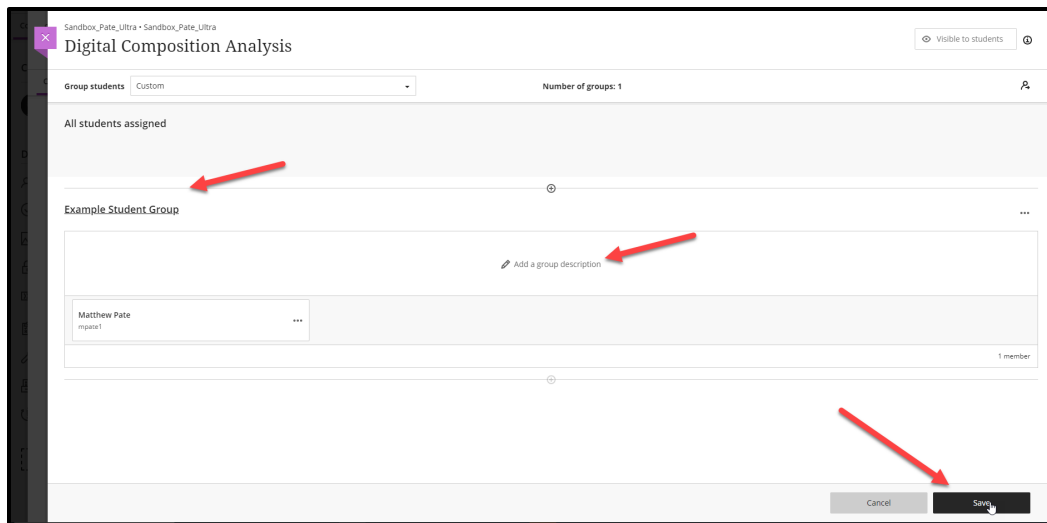 Sandbox_Pate_Ultra • Sandbox_Pate_Ultra
Digital Composition Analysis
Visible to students
Group students Custom Number of groups: 1
All students assigned
Example Student Group
Add a group description
Matthew Pate
mpate1
1 member
Cancel Save